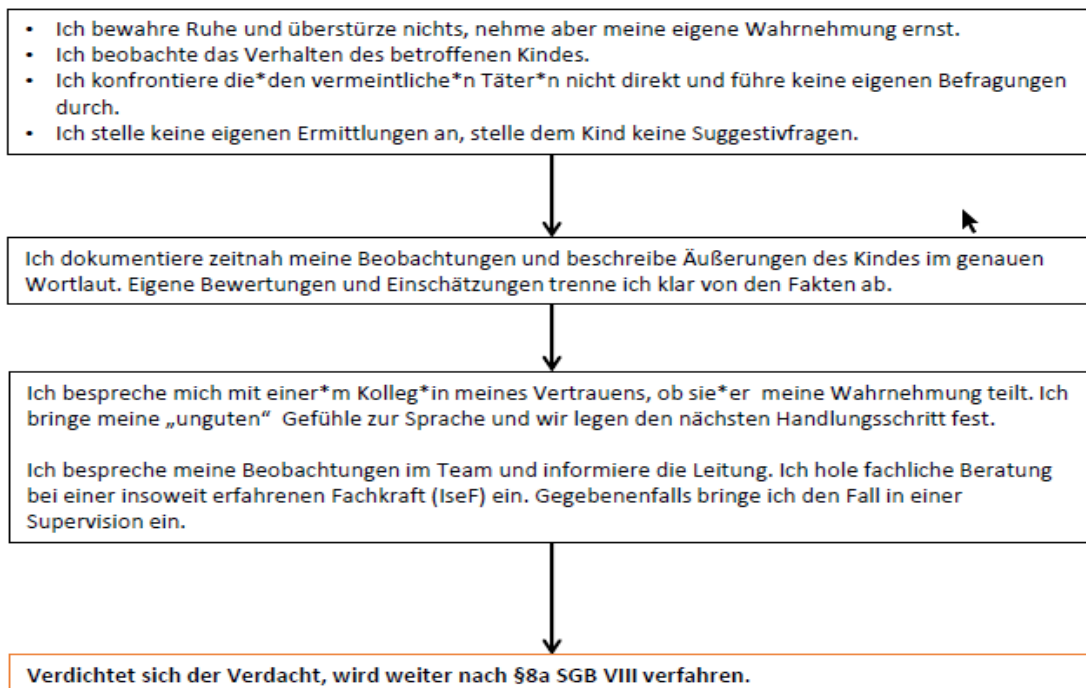 • Ich bewahre Ruhe und überstürze nichts, nehme aber meine eigene Wahrnehmung ernst.
• Ich beobachte das Verhalten des betroffenen Kindes.
• Ich konfrontiere die*den vermeintliche*n Täter*n nicht direkt und führe keine eigenen Befragungen
durch.
• Ich stelle keine eigenen Ermittlungen an, stelle dem Kind keine Suggestivfragen.
Ich dokumentiere zeitnah meine Beobachtungen und beschreibe Äußerungen des Kindes im genauen
Wortlaut. Eigene Bewertungen und Einschätzungen trenne ich klar von den Fakten ab.
Ich bespreche mich mit einer*m Kolleg*in meines Vertrauens, ob sie*er meine Wahrnehmung teilt. Ich
bringe meine „unguten“ Gefühle zur Sprache und wir legen den nächsten Handlungsschritt fest.
Ich bespreche meine Beobachtungen im Team und informiere die Leitung. Ich hole fachliche Beratung
bei einer insoweit erfahrenen Fachkraft (IseF) ein. Gegebenenfalls bringe ich den Fall in einer
Supervision ein.
Verdichtet sich der Verdacht, wird weiter nach §8a SGB VIII verfahren.